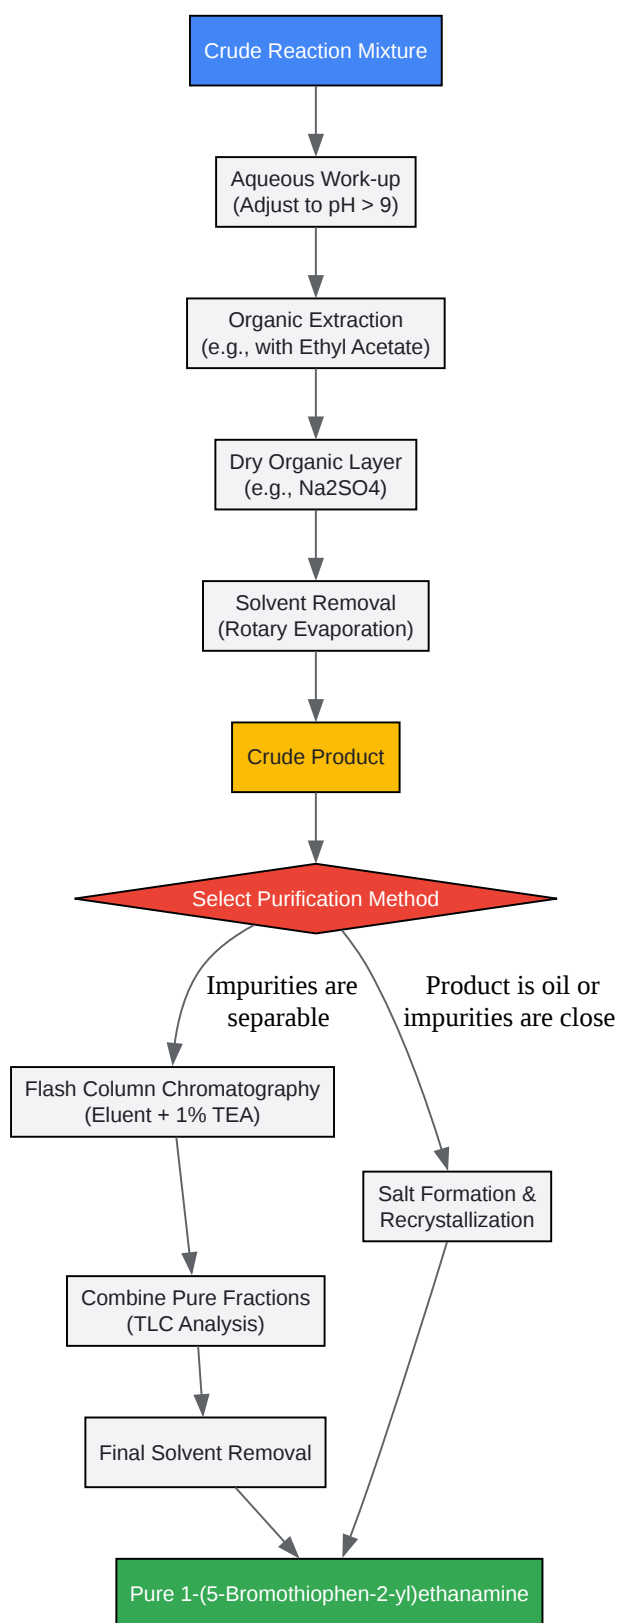 Crude Reaction Mixture
Aqueous Work-up
(Adjust to pH > 9)
Organic Extraction
(e.g., with Ethyl Acetate)
Dry Organic Layer
(e.g., Na2SO4)
Solvent Removal
(Rotary Evaporation)
Crude Product
Select Purification Method
Impurities are
separable
Product is oil or
impurities are close
Flash Column Chromatography
(Eluent + 1% TEA)
Salt Formation &
Recrystallization
Combine Pure Fractions
(TLC Analysis)
Final Solvent Removal
Pure 1-(5-Bromothiophen-2-yl)ethanamine